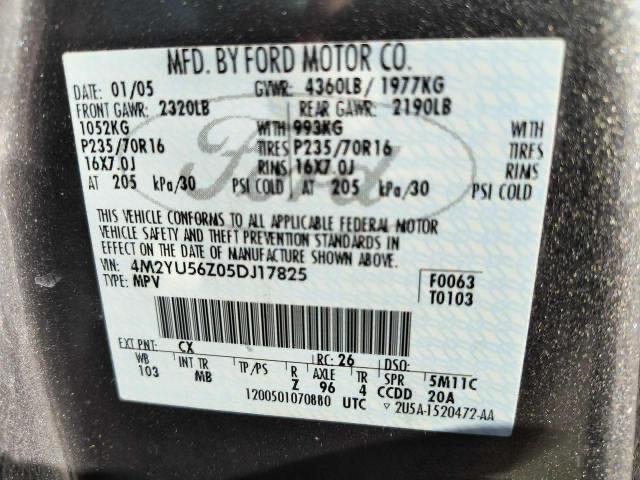 MFD. BY FORD MOTOR CO.
DATE: 01/05 GVWR: 4360LB / 1977KG
FRONT GAWR: 2320LB REAR GAWR: 2190LB
1052KG WITH 993KG WITH
P235/70R16 TIRES P235/70R16 TIRES
16X7.0J RIMS 16X7.0J RIMS
AT 205 kPa/30 PSI COLD AT 205 kPa/30 PSI COLD
Ford
THIS VEHICLE CONFORMS TO ALL APPLICABLE FEDERAL MOTOR
VEHICLE SAFETY AND THEFT PREVENTION STANDARDS IN
EFFECT ON THE DATE OF MANUFACTURE SHOWN ABOVE.
VIN: 4M2YU56Z05DJ17825 F0063
TYPE: MPV T0103
EXT PNT: CX RC: 26 DSO:
WB INT TR TP/PS R AXLE TR SPR 5M11C
103 MB Z 96 4 CCDD 20A
1200501070880 UTC ▽2U5A-1520472-AA